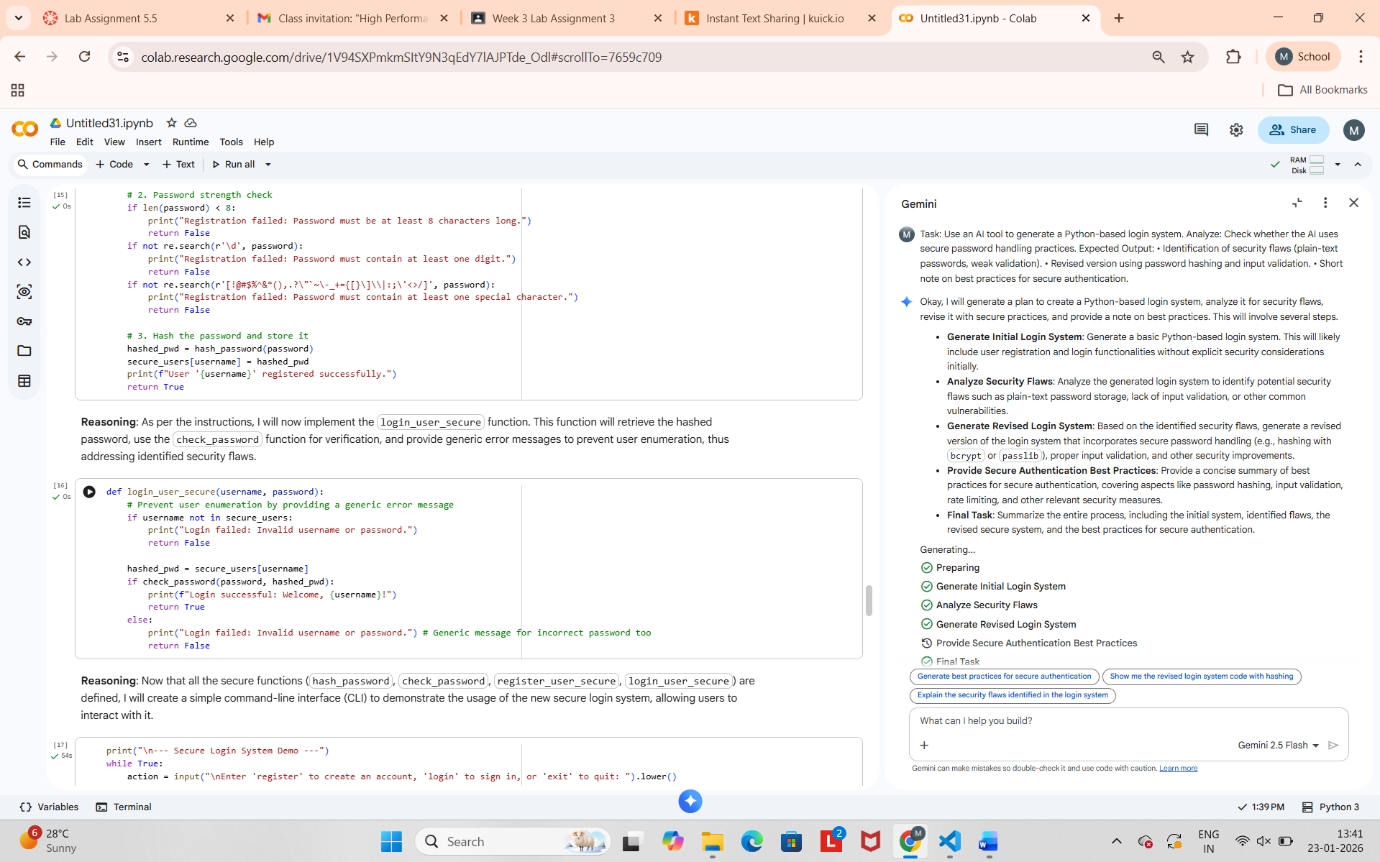 Lab Assignment 5.5
Class invitation: "High Performa
Week 3 Lab Assignment 3
Instant Text Sharing | kuick.io
Untitled31.ipynb - Colab
colab.research.google.com/drive/1V94SXPmkmSItY9N3qEdY7lAJPTde_Odl#scrollTo=7659c709
M School
All Bookmarks
Untitled31.ipynb
File Edit View Insert Runtime Tools Help
Share
M
Commands + Code + Text Run all
RAM
Disk
[15]
0s
# 2. Password strength check
if len(password) < 8:
print("Registration failed: Password must be at least 8 characters long.")
return False
if not re.search(r'\d', password):
print("Registration failed: Password must contain at least one digit.")
return False
if not re.search(r'[!@#$%^&*(),.?\"`~\-_+={[}\]\\|:;\'<>/]', password):
print("Registration failed: Password must contain at least one special character.")
return False
# 3. Hash the password and store it
hashed_pwd = hash_password(password)
secure_users[username] = hashed_pwd
print(f"User '{username}' registered successfully.")
return True
Reasoning: As per the instructions, I will now implement the login_user_secure function. This function will retrieve the hashed
password, use the check_password function for verification, and provide generic error messages to prevent user enumeration, thus
addressing identified security flaws.
[16]
0s
def login_user_secure(username, password):
# Prevent user enumeration by providing a generic error message
if username not in secure_users:
print("Login failed: Invalid username or password.")
return False
hashed_pwd = secure_users[username]
if check_password(password, hashed_pwd):
print(f"Login successful: Welcome, {username}!")
return True
else:
print("Login failed: Invalid username or password.") # Generic message for incorrect password too
return False
Reasoning: Now that all the secure functions (hash_password, check_password, register_user_secure, login_user_secure) are
defined, I will create a simple command-line interface (CLI) to demonstrate the usage of the new secure login system, allowing users to
interact with it.
[17]
54s
print("\n--- Secure Login System Demo ---")
while True:
action = input("\nEnter 'register' to create an account, 'login' to sign in, or 'exit' to quit: ").lower()
Gemini
M
Task: Use an AI tool to generate a Python-based login system. Analyze: Check whether the AI uses
secure password handling practices. Expected Output: • Identification of security flaws (plain-text
passwords, weak validation). • Revised version using password hashing and input validation. • Short
note on best practices for secure authentication.
Okay, I will generate a plan to create a Python-based login system, analyze it for security flaws,
revise it with secure practices, and provide a note on best practices. This will involve several steps.
• Generate Initial Login System: Generate a basic Python-based login system. This will likely
include user registration and login functionalities without explicit security considerations
initially.
• Analyze Security Flaws: Analyze the generated login system to identify potential security
flaws such as plain-text password storage, lack of input validation, or other common
vulnerabilities.
• Generate Revised Login System: Based on the identified security flaws, generate a revised
version of the login system that incorporates secure password handling (e.g., hashing with
bcrypt or passlib), proper input validation, and other security improvements.
• Provide Secure Authentication Best Practices: Provide a concise summary of best
practices for secure authentication, covering aspects like password hashing, input validation,
rate limiting, and other relevant security measures.
• Final Task: Summarize the entire process, including the initial system, identified flaws, the
revised secure system, and the best practices for secure authentication.
Generating...
Preparing
Generate Initial Login System
Analyze Security Flaws
Generate Revised Login System
Provide Secure Authentication Best Practices
Final Task
Generate best practices for secure authentication
Show me the revised login system code with hashing
Explain the security flaws identified in the login system
What can I help you build?
Gemini 2.5 Flash
Gemini can make mistakes so double-check it and use code with caution. Learn more
Variables Terminal
1:39 PM Python 3
6
28°C
Sunny
Search
L
2
M
ENG
IN
13:41
23-01-2026